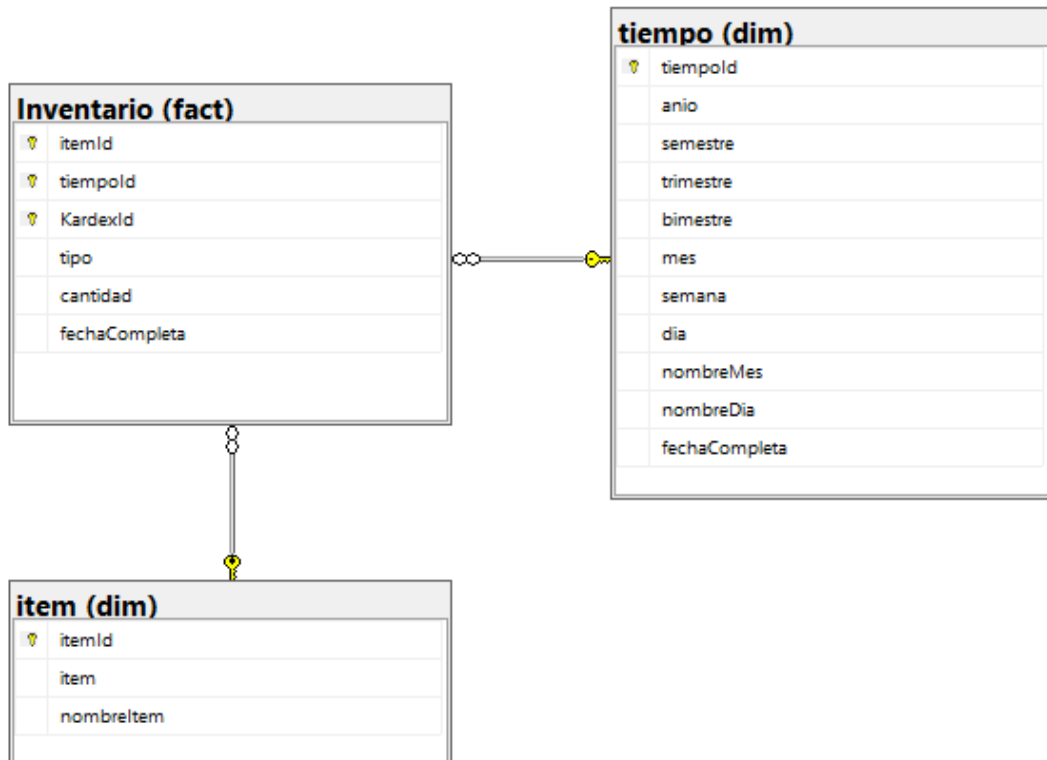 Inventario (fact)
itemId
tiempoId
KardexId
tipo
cantidad
fechaCompleta
tiempo (dim)
tiempoId
anio
semestre
trimestre
bimestre
mes
semana
dia
nombreMes
nombreDia
fechaCompleta
item (dim)
itemId
item
nombreItem